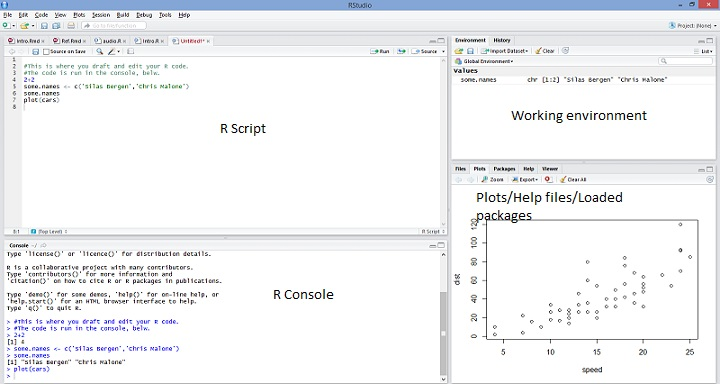 RStudio
File Edit Code View Plots Session Build Debug Tools Help
Go to file/function
Project: (None)
Intro.Rmd Ref.Rmd audio.R Intro.R Untitled1*
Source on Save Run Source
1
2 #This is where you draft and edit your R code.
3 #The code is run in the console, belw.
4 2+2
5 some.names <- c('Silas Bergen','Chris Malone')
6 some.names
7 plot(cars)
8
R Script
8:1 (Top Level) R Script
Console ~/
Type 'license()' or 'licence()' for distribution details.
R is a collaborative project with many contributors.
Type 'contributors()' for more information and
'citation()' on how to cite R or R packages in publications.
Type 'demo()' for some demos, 'help()' for on-line help, or
'help.start()' for an HTML browser interface to help.
Type 'q()' to quit R.
R Console
> #This is where you draft and edit your R code.
> #The code is run in the console, belw.
> 2+2
[1] 4
> some.names <- c('Silas Bergen','Chris Malone')
> some.names
[1] "Silas Bergen" "Chris Malone"
> plot(cars)
>
Environment History
Import Dataset Clear List
Global Environment
Values
some.names chr [1:2] "Silas Bergen" "Chris Malone"
Working environment
Files Plots Packages Help Viewer
Zoom Export Clear All
Plots/Help files/Loaded
packages
120
100
80
60
40
20
0
dist
5 10 15 20 25
speed